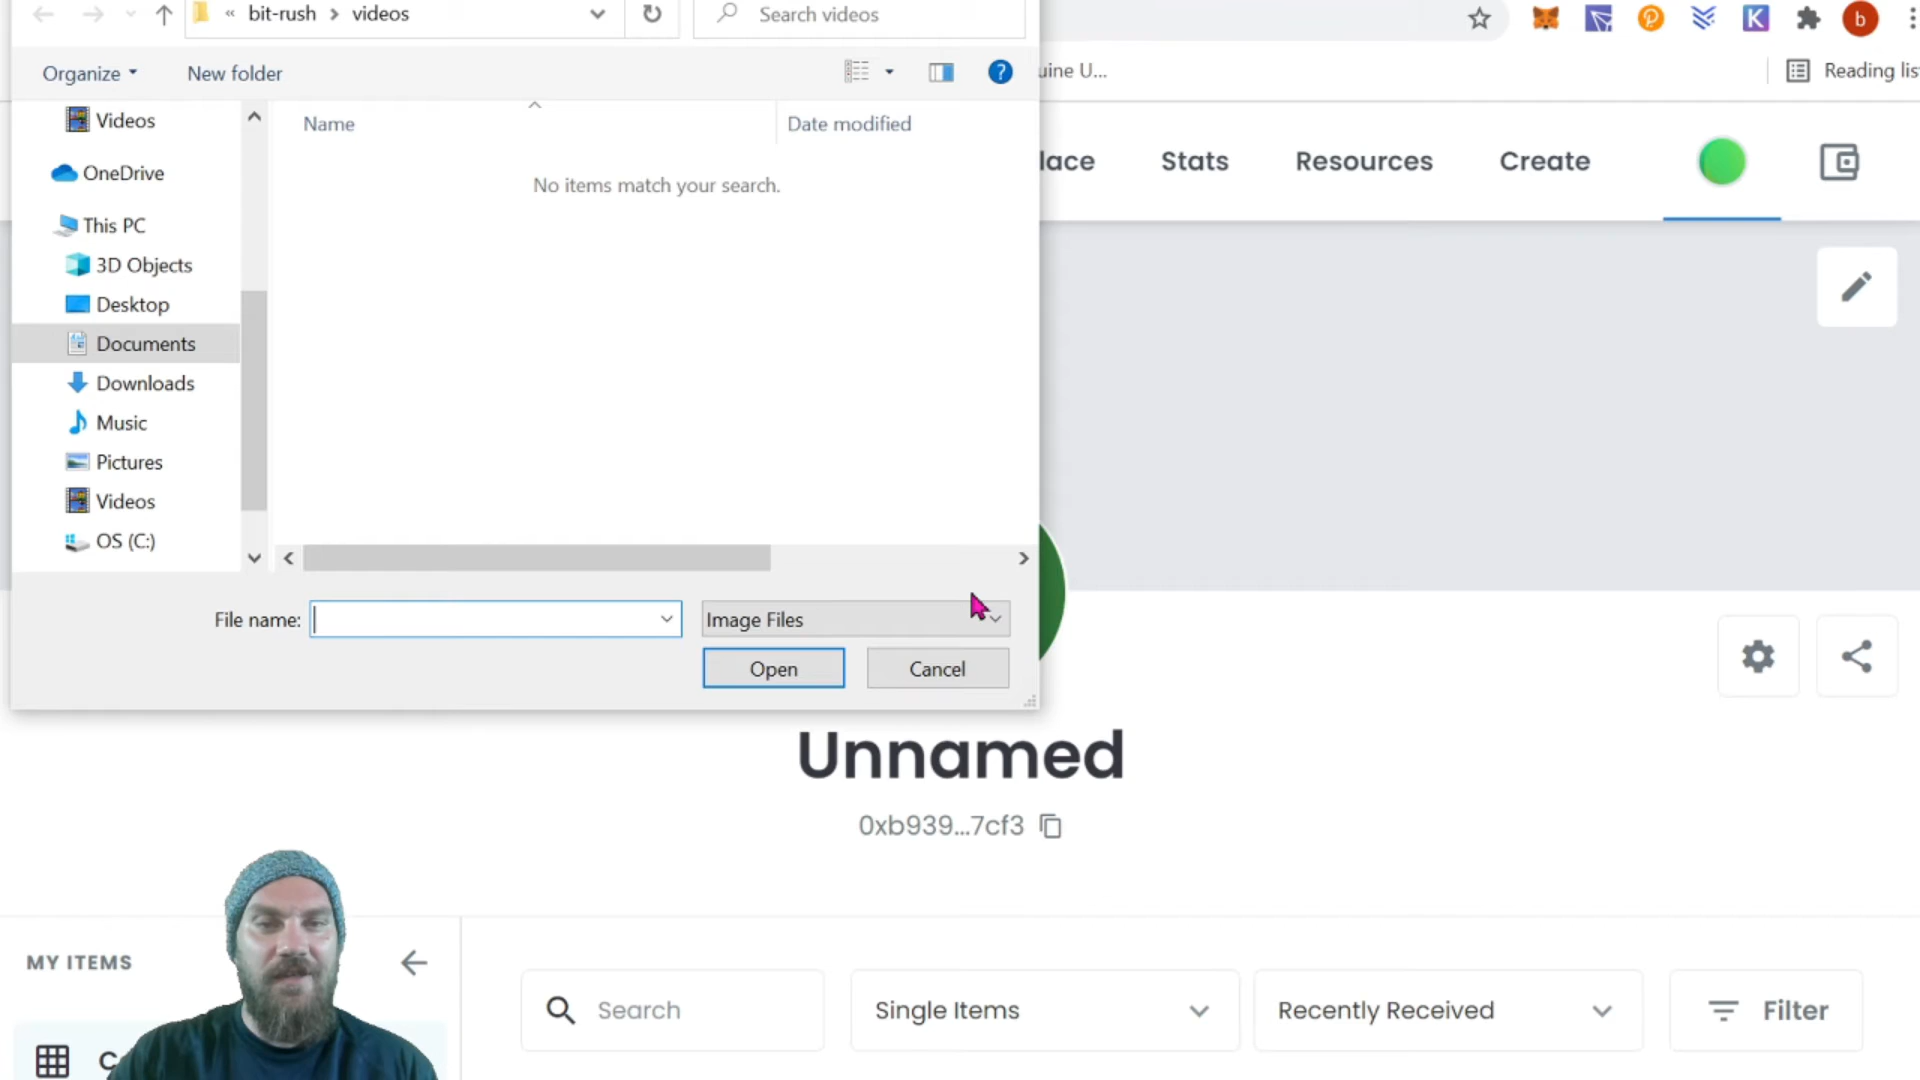 « bit-rush > videos
Search videos
Organize
New folder
?
uine U...
Reading lis
b
K
Videos
OneDrive
This PC
3D Objects
Desktop
Documents
Downloads
Music
Pictures
Videos
OS (C:)
Name
Date modified
No items match your search.
File name:
Image Files
Open
Cancel
lace
Stats
Resources
Create
Unnamed
0xb939...7cf3
MY ITEMS
Search
Single Items
Recently Received
Filter